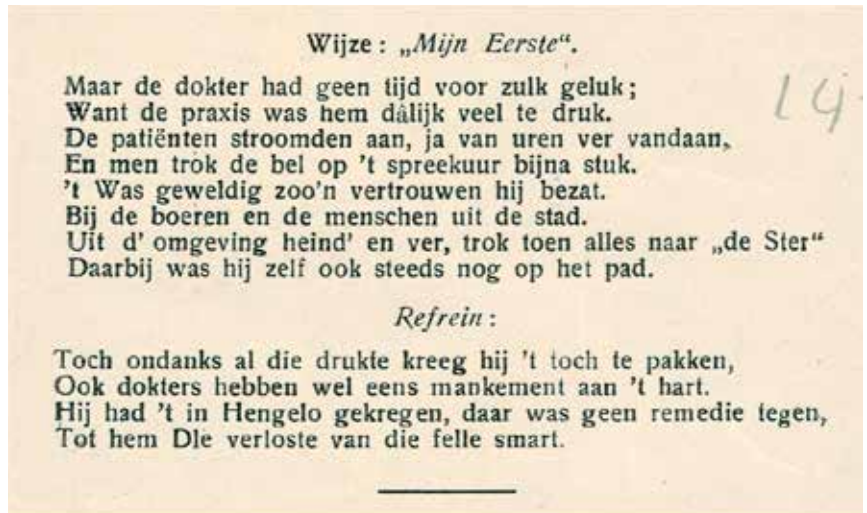 Wijze: „Mijn Eerste“.
Maar de dokter had geen tijd voor zulk geluk;
Want de praxis was hem dâlijk veel te druk.
De patiënten stroomden aan, ja van uren ver vandaan,
En men trok de bel op 't spreekuur bijna stuk.
't Was geweldig zoo'n vertrouwen hij bezat.
Bij de boeren en de menschen uit de stad.
Uit d' omgeving heind' en ver, trok toen alles naar „de Ster“
Daarbij was hij zelf ook steeds nog op het pad.
14
Refrein:
Toch ondanks al die drukte kreeg hij 't toch te pakken,
Ook dokters hebben wel eens mankement aan 't hart.
Hij had 't in Hengelo gekregen, daar was geen remedie tegen,
Tot hem DIe verloste van die felle smart.